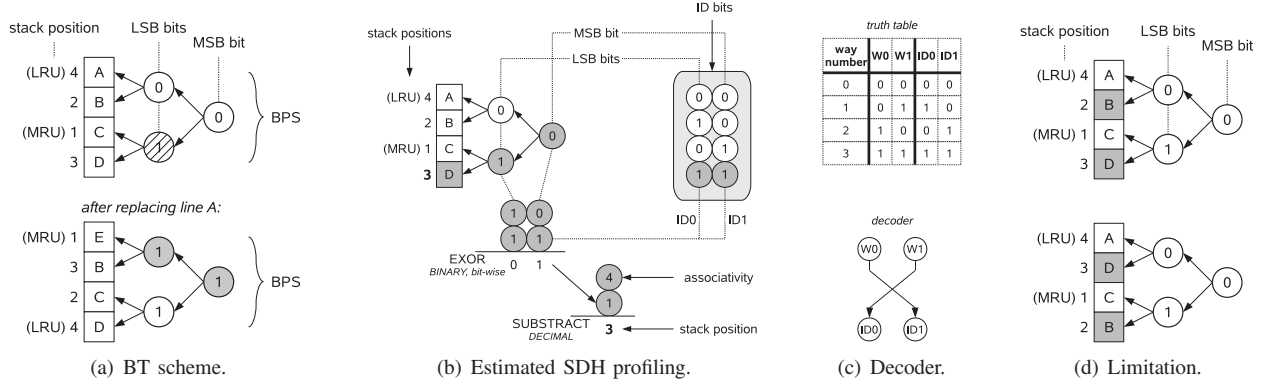 stack position
LSB bits
MSB bit
(LRU) 4 A
2 B
(MRU) 1 C
3 D
0
1
0
BPS
after replacing line A:
(MRU) 1 E
3 B
2 C
(LRU) 4 D
1
1
1
BPS
(a) BT scheme.
ID bits
stack positions
MSB bit
LSB bits
(LRU) 4 A
2 B
(MRU) 1 C
3 D
0
1
0
0 0
1 0
0 1
1 1
ID0 ID1
1 0
1 1
EXOR
BINARY, bit-wise
0 1
4
associativity
1
SUBSTRACT
DECIMAL
3
stack position
(b) Estimated SDH profiling.
truth table
way number W0 W1 ID0 ID1
0 0 0 0 0
1 0 1 1 0
2 1 0 0 1
3 1 1 1 1
decoder
W0 W1
ID0 ID1
(c) Decoder.
stack position
LSB bits
MSB bit
(LRU) 4 A
2 B
(MRU) 1 C
3 D
0
1
0
(LRU) 4 A
3 D
(MRU) 1 C
2 B
0
1
0
(d) Limitation.